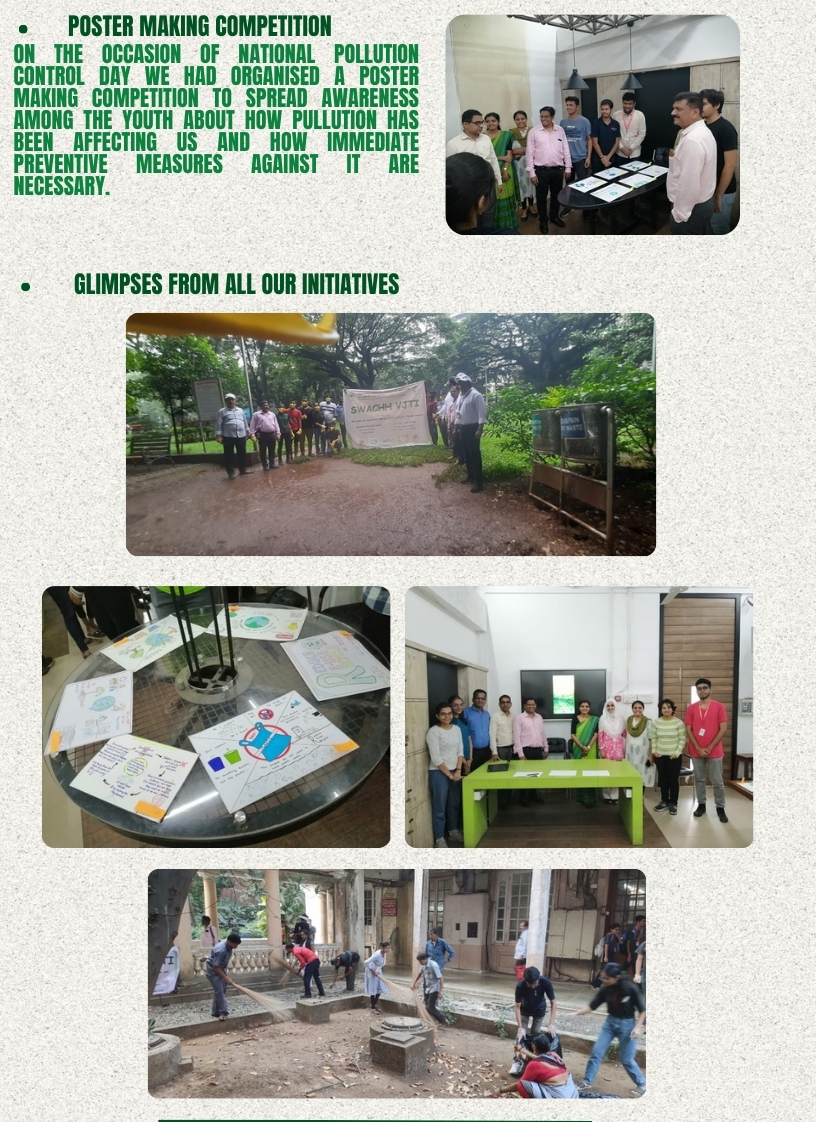 POSTER MAKING COMPETITION
ON THE OCCASION OF NATIONAL POLLUTION
CONTROL DAY WE HAD ORGANISED A POSTER
MAKING COMPETITION TO SPREAD AWARENESS
AMONG THE YOUTH ABOUT HOW PULLUTION HAS
BEEN AFFECTING US AND HOW IMMEDIATE
PREVENTIVE MEASURES AGAINST IT ARE
NECESSARY.
GLIMPSES FROM ALL OUR INITIATIVES
SWACHH VJTI